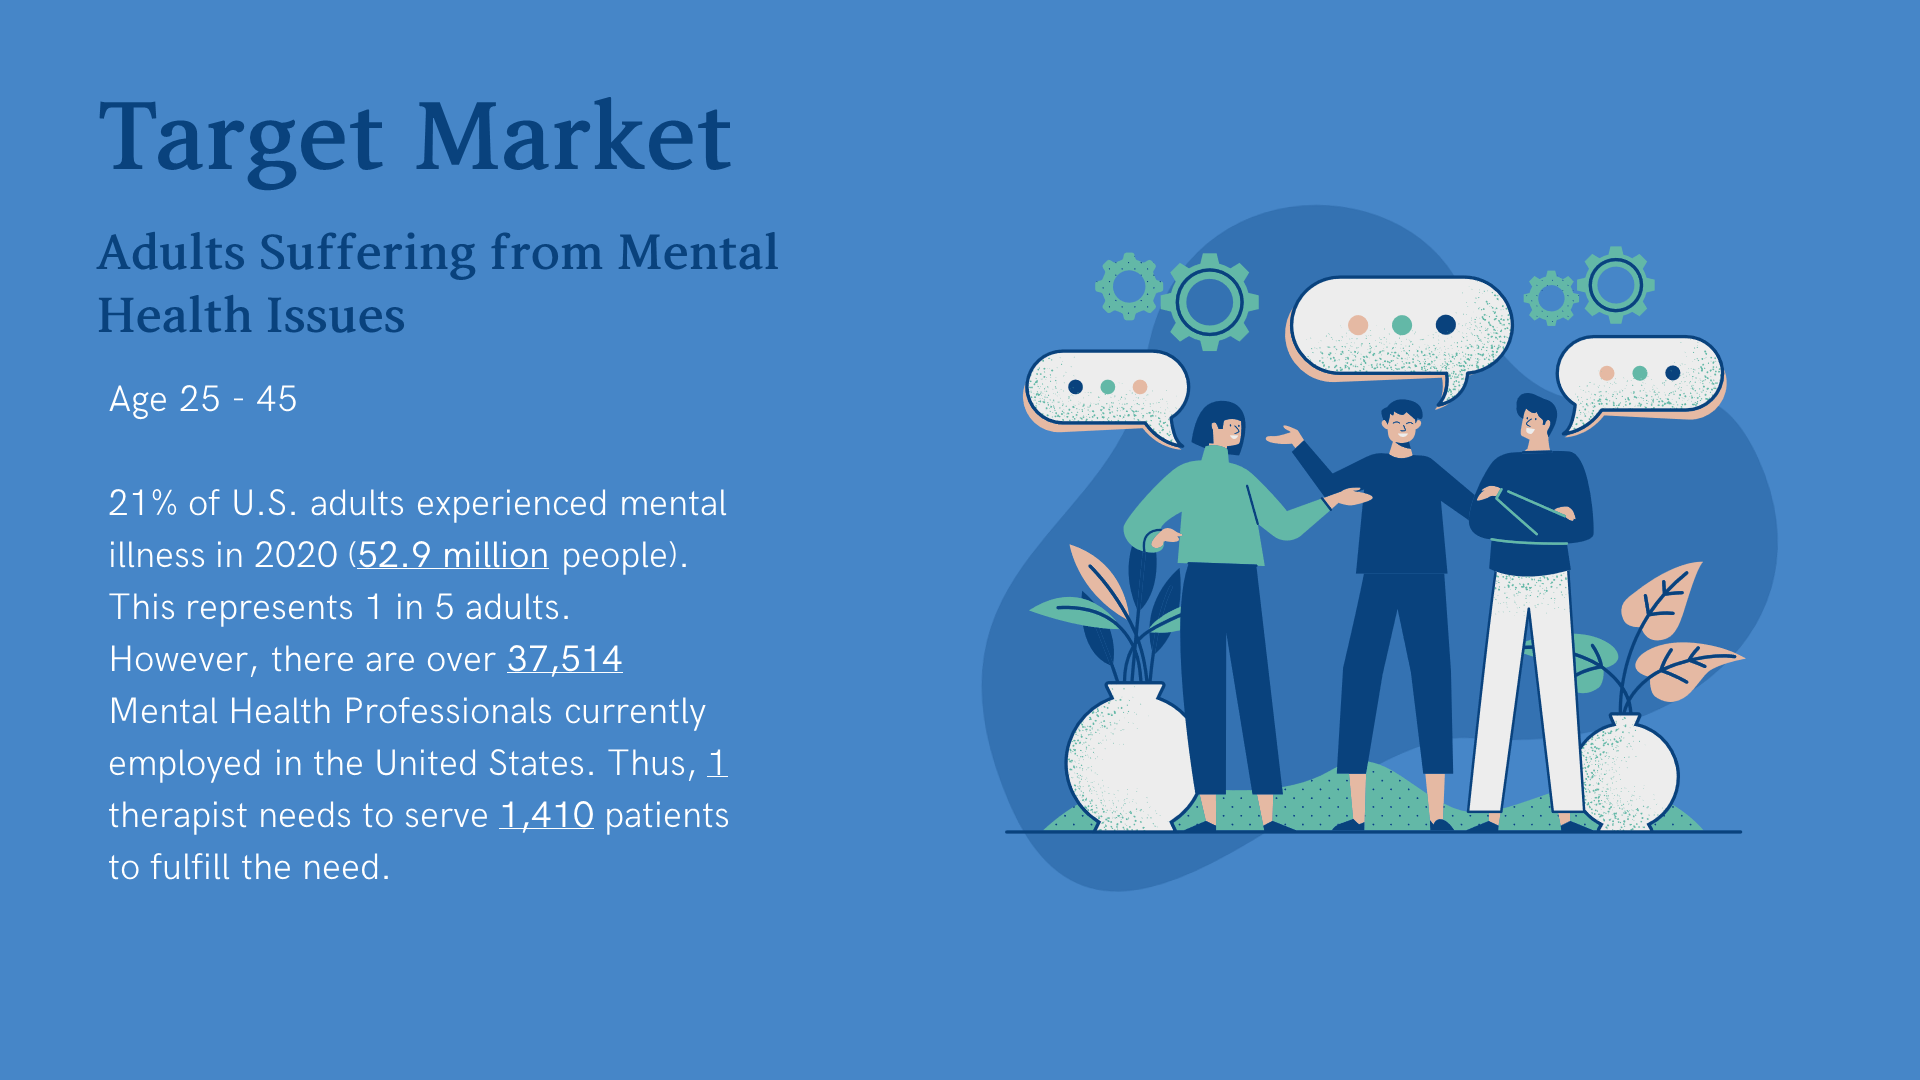 Target Market
Adults Suffering from Mental
Health Issues
Age 25 - 45
21% of U.S. adults experienced mental
illness in 2020 (52.9 million people).
This represents 1 in 5 adults.
However, there are over 37,514
Mental Health Professionals currently
employed in the United States. Thus, 1
therapist needs to serve 1,410 patients
to fulfill the need.